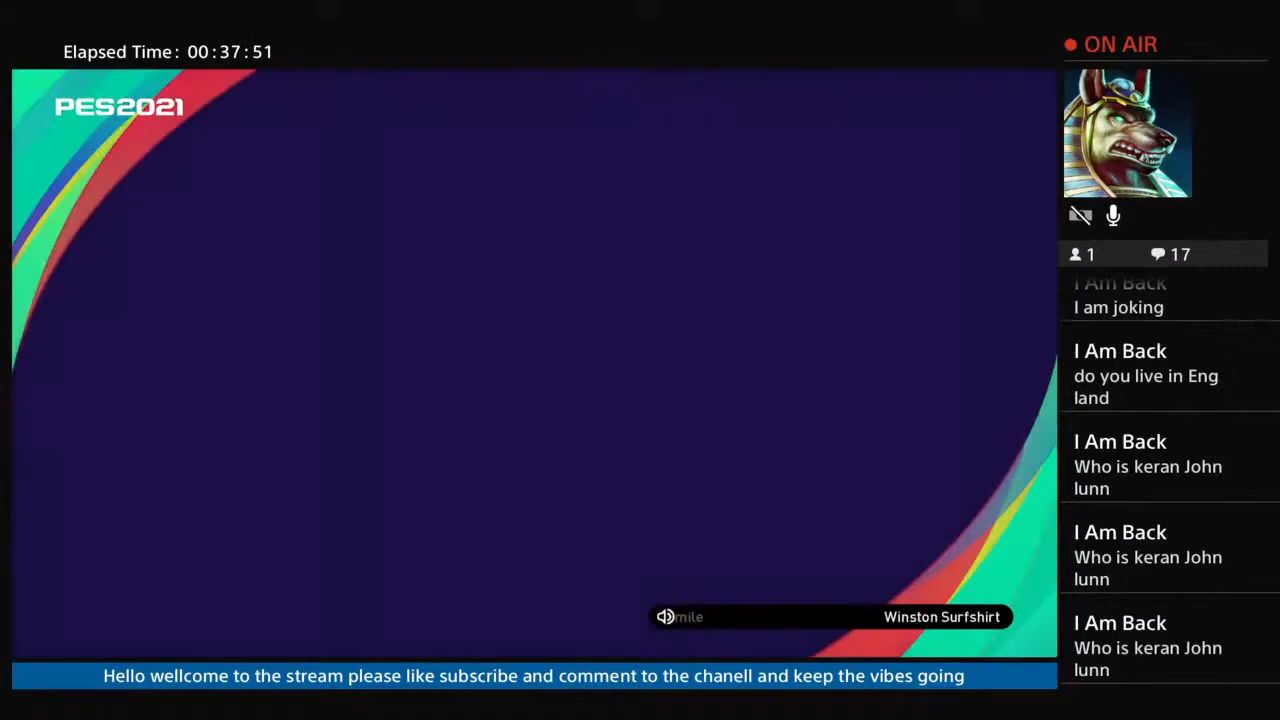 Elapsed Time: 00:37:51
ON AIR
PES2021
1 17
I Am Back
I am joking
I Am Back
do you live in Eng
land
I Am Back
Who is keran John
lunn
I Am Back
Who is keran John
lunn
I Am Back
Who is keran John
lunn
mile Winston Surfshirt
Hello wellcome to the stream please like subscribe and comment to the chanell and keep the vibes going